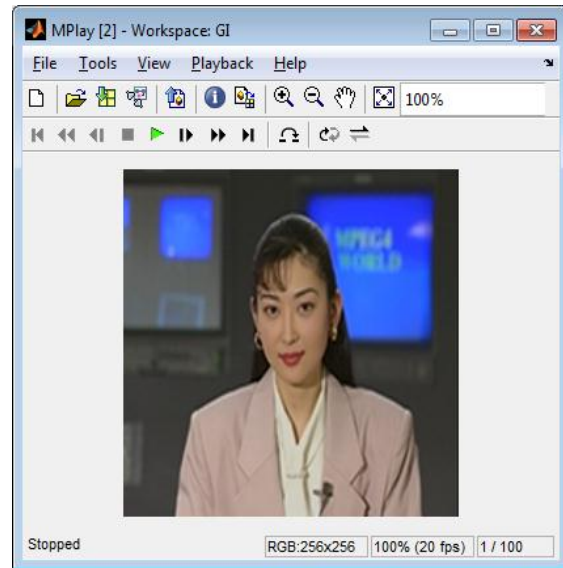 MPlay [2] - Workspace: GI
File Tools View Playback Help
100%
MPEG4
WORLD
Stopped RGB:256x256 100% (20 fps) 1 / 100